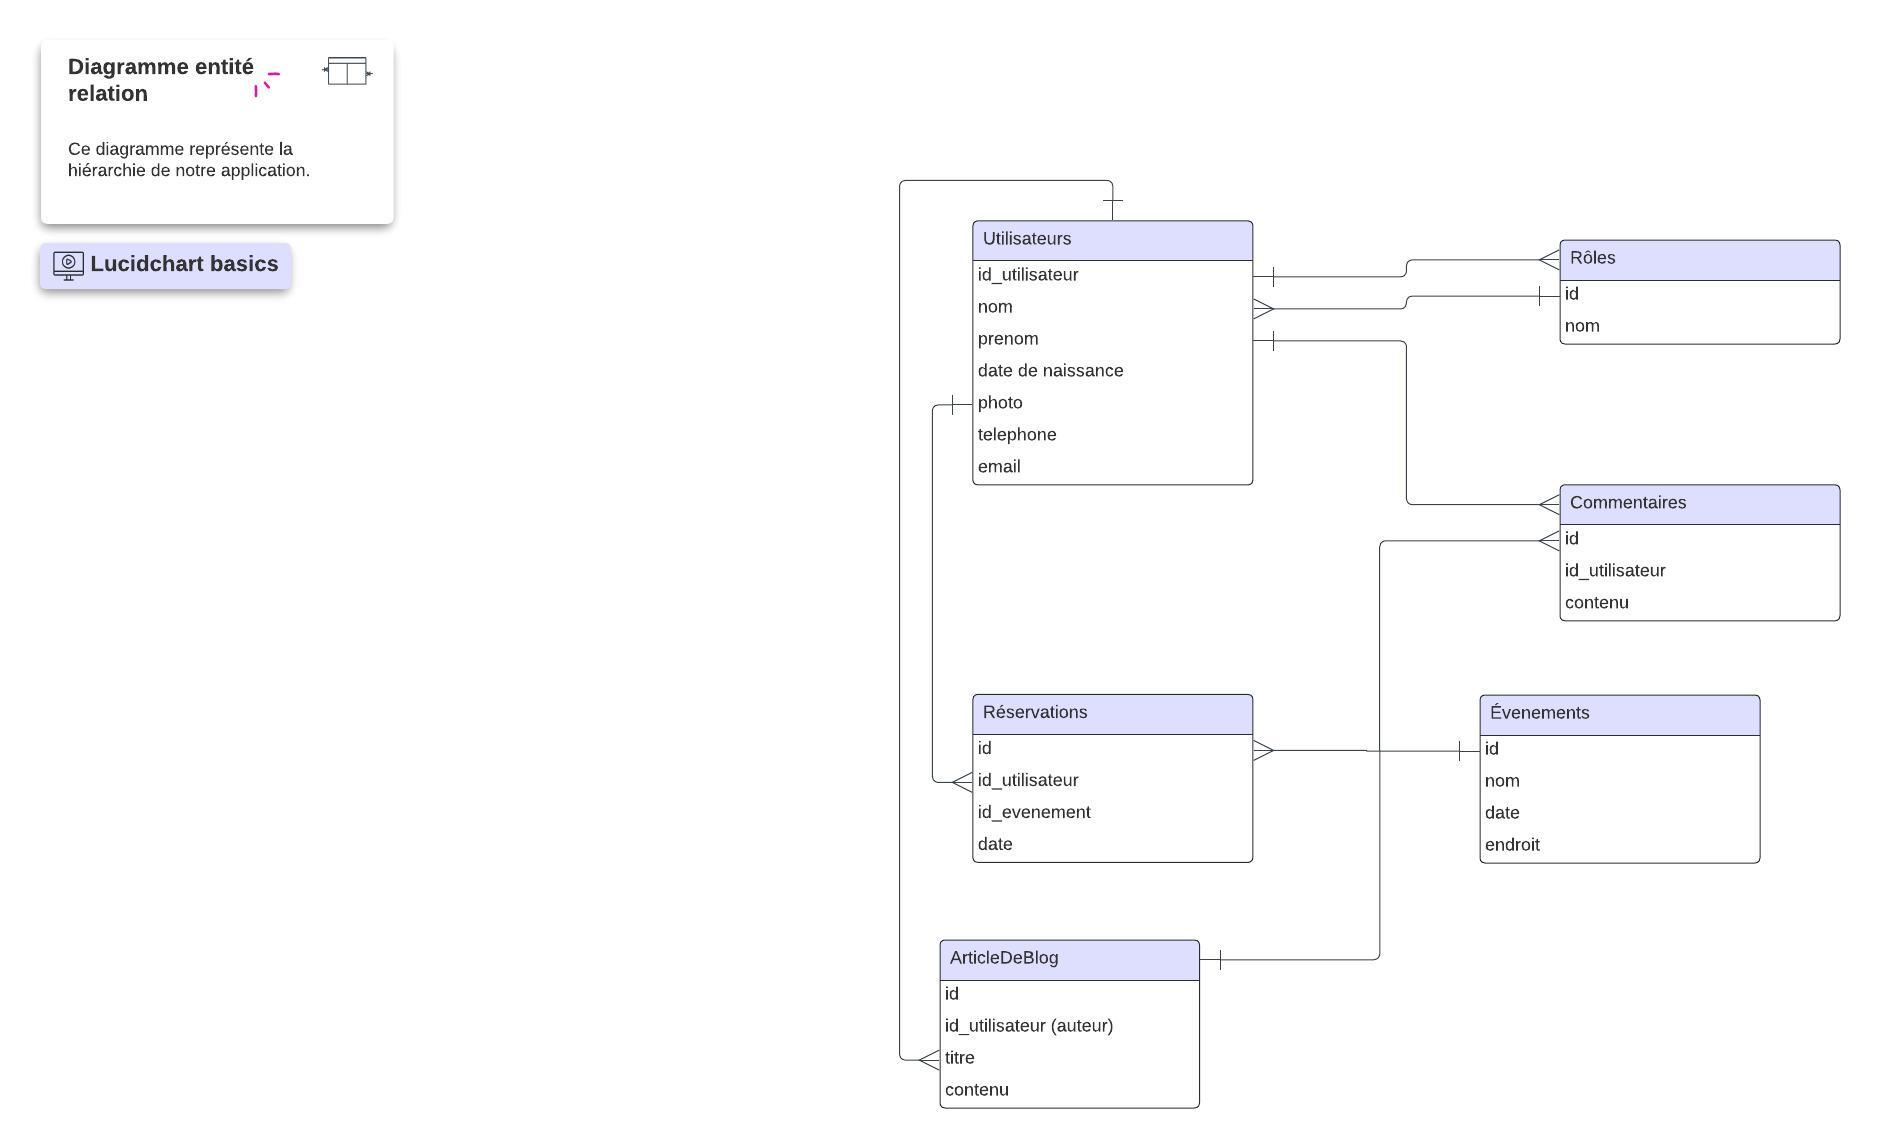 Diagramme entité
relation
Ce diagramme représente la
hiérarchie de notre application.
Lucidchart basics
Utilisateurs
id_utilisateur
nom
prenom
date de naissance
photo
telephone
email
Rôles
id
nom
Commentaires
id
id_utilisateur
contenu
Réservations
id
id_utilisateur
id_evenement
date
Évenements
id
nom
date
endroit
ArticleDeBlog
id
id_utilisateur (auteur)
titre
contenu